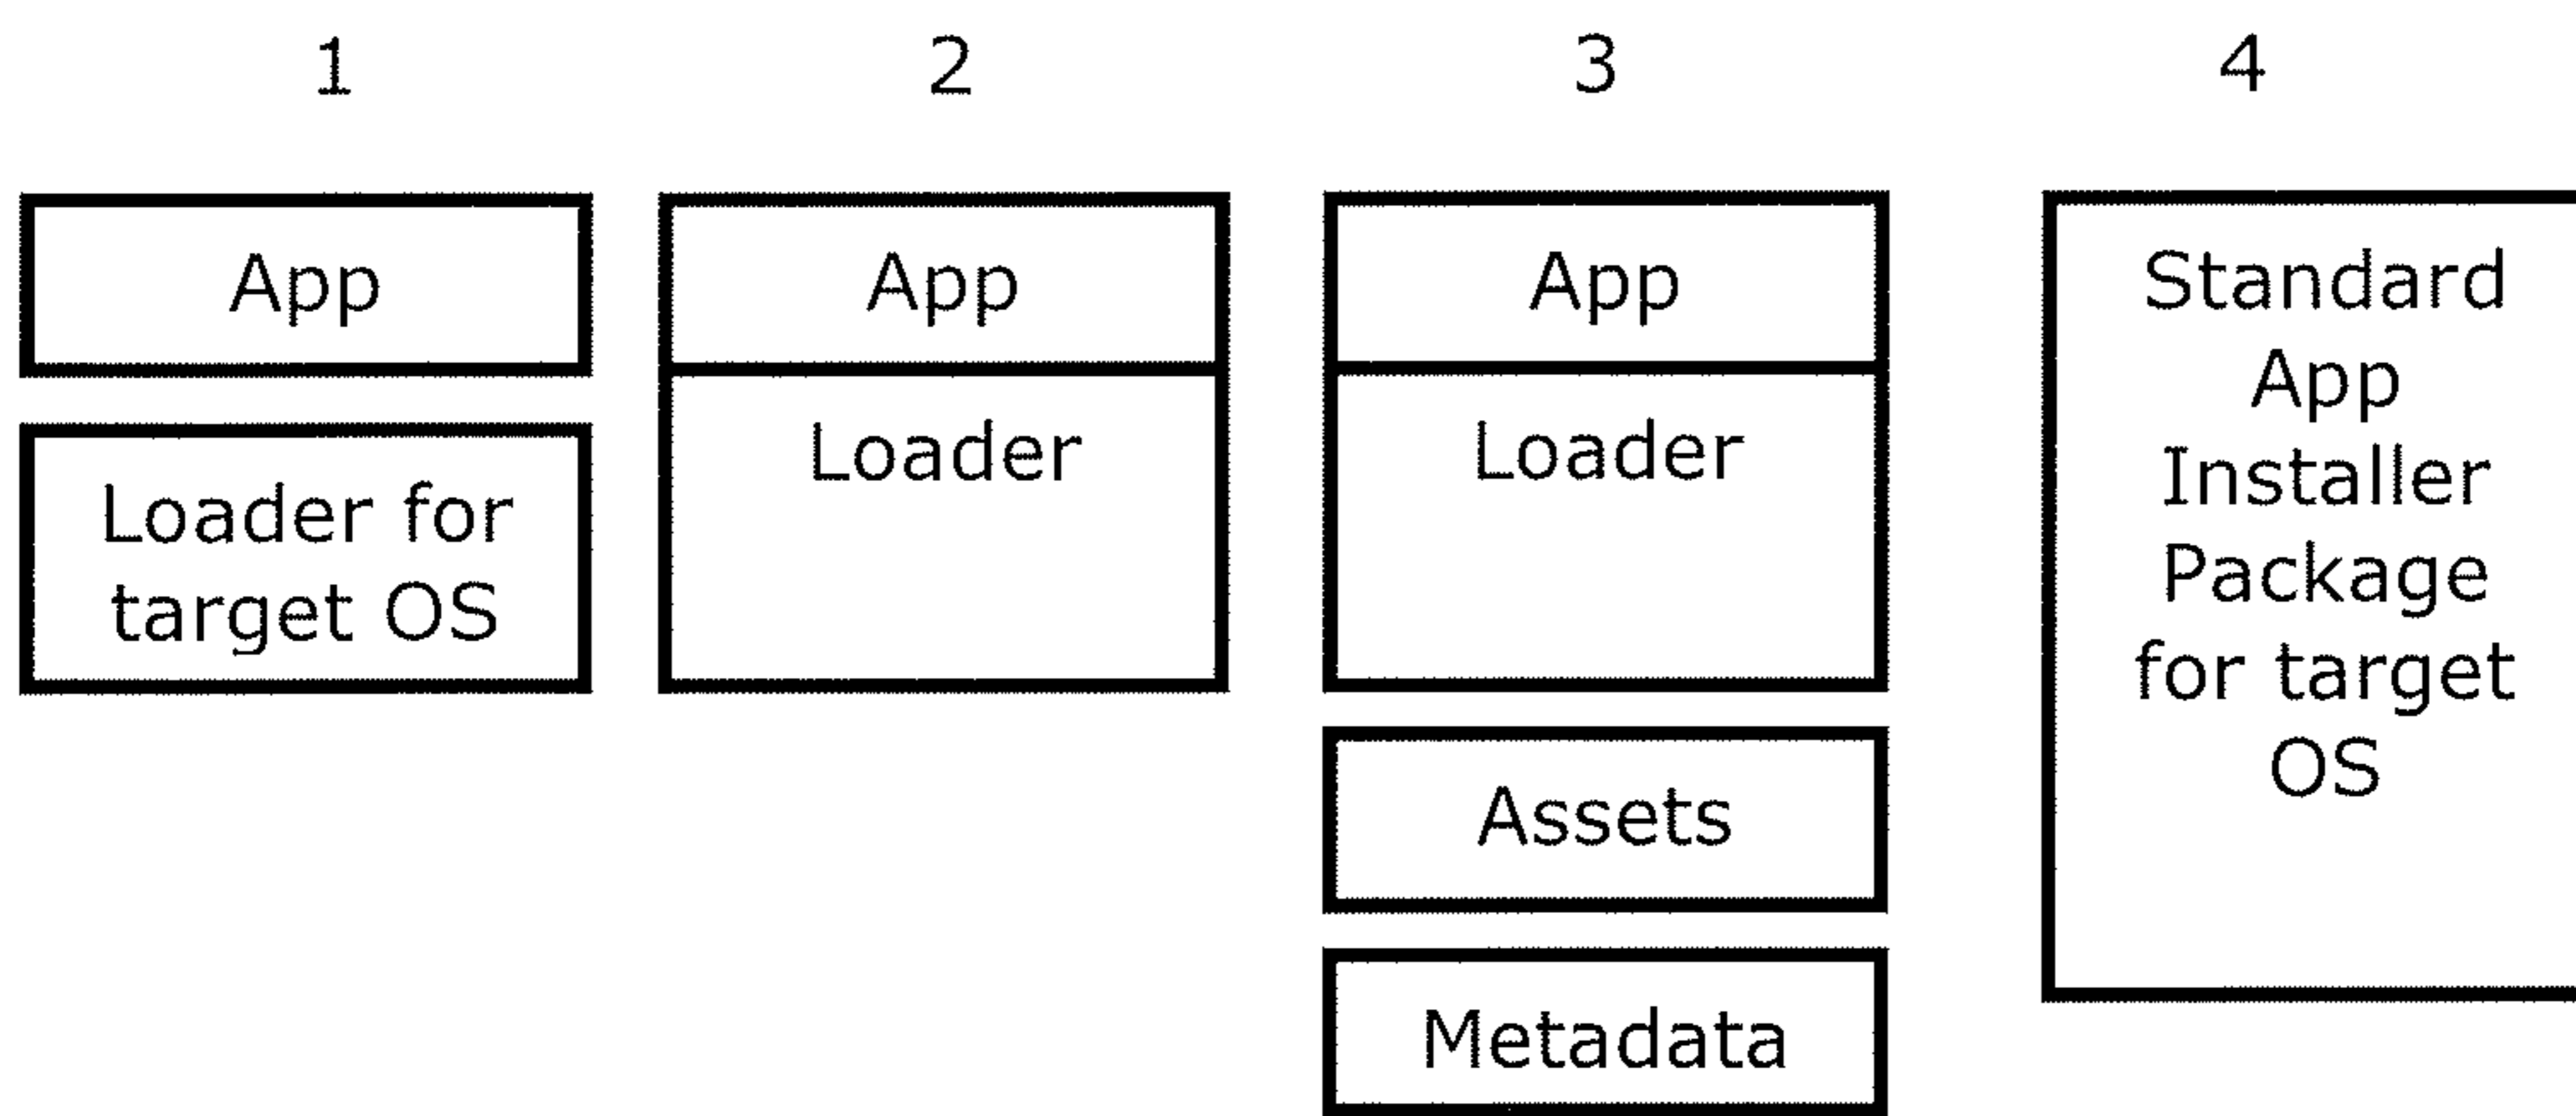 1
2
3
4
App
Loader for
target OS
App
Loader
App
Loader
Assets
Metadata
Standard
App
Installer
Package
for target
OS